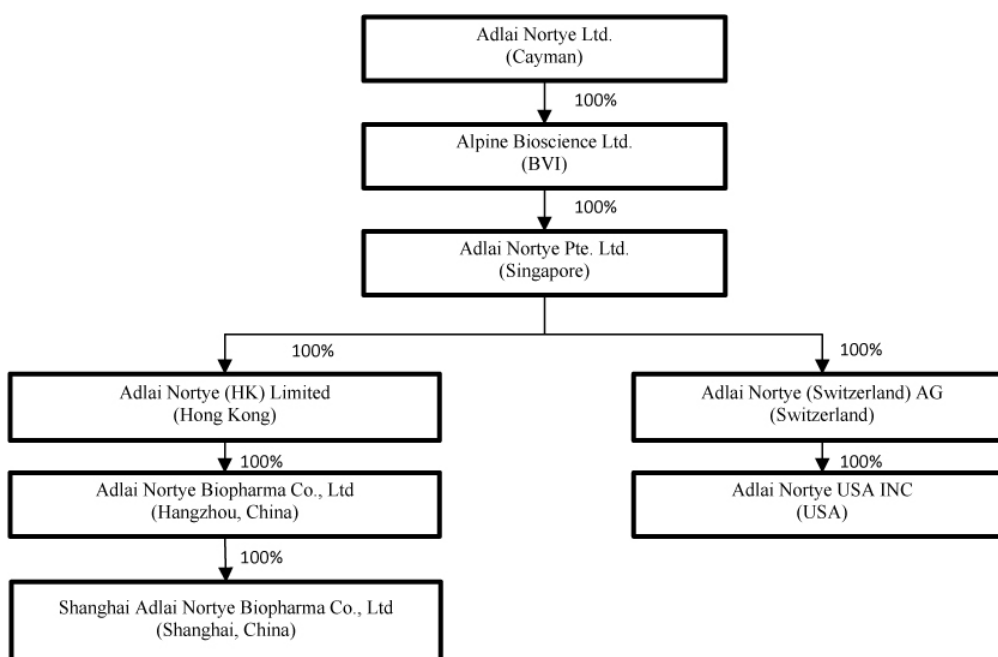 Adlai Nortye Ltd.
(Cayman)
100%
Alpine Bioscience Ltd.
(BVI)
100%
Adlai Nortye Pte. Ltd.
(Singapore)
100%
100%
Adlai Nortye (HK) Limited
(Hong Kong)
Adlai Nortye (Switzerland) AG
(Switzerland)
100%
100%
Adlai Nortye Biopharma Co., Ltd
(Hangzhou, China)
Adlai Nortye USA INC
(USA)
100%
Shanghai Adlai Nortye Biopharma Co., Ltd
(Shanghai, China)